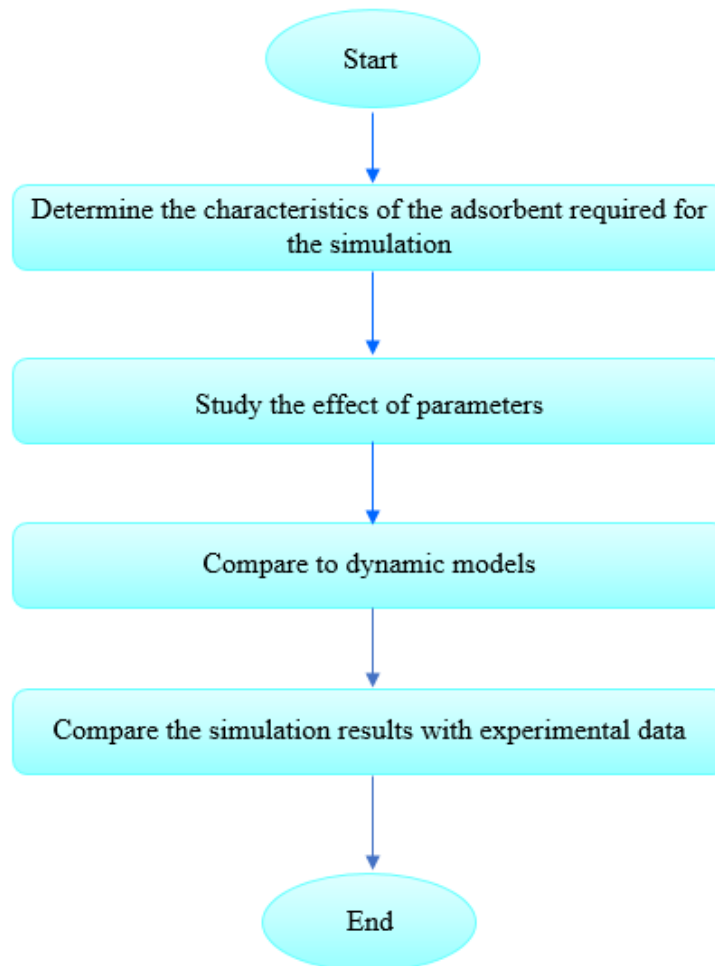 Start
Determine the characteristics of the adsorbent required for
the simulation
Study the effect of parameters
Compare to dynamic models
Compare the simulation results with experimental data
End